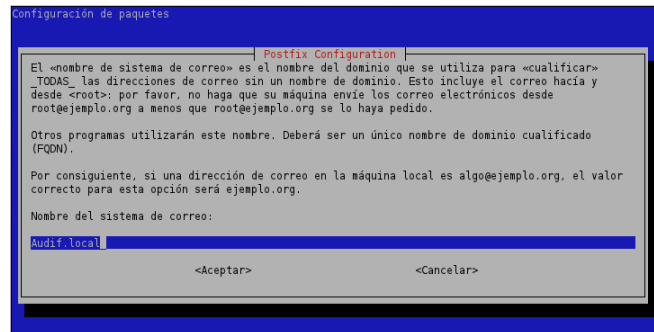 Configuración de paquetes
Postfix Configuration
El «nombre de sistema de correo» es el nombre del dominio que se utiliza para «cualificar»
_TODAS_ las direcciones de correo sin un nombre de dominio. Esto incluye el correo hacía y
desde <root>: por favor, no haga que su máquina envíe los correo electrónicos desde
root@ejemplo.org a menos que root@ejemplo.org se lo haya pedido.
Otros programas utilizarán este nombre. Deberá ser un único nombre de dominio cualificado
(FQDN).
Por consiguiente, si una dirección de correo en la máquina local es algo@ejemplo.org, el valor
correcto para esta opción será ejemplo.org.
Nombre del sistema de correo:
Audif.local
<Aceptar> <Cancelar>